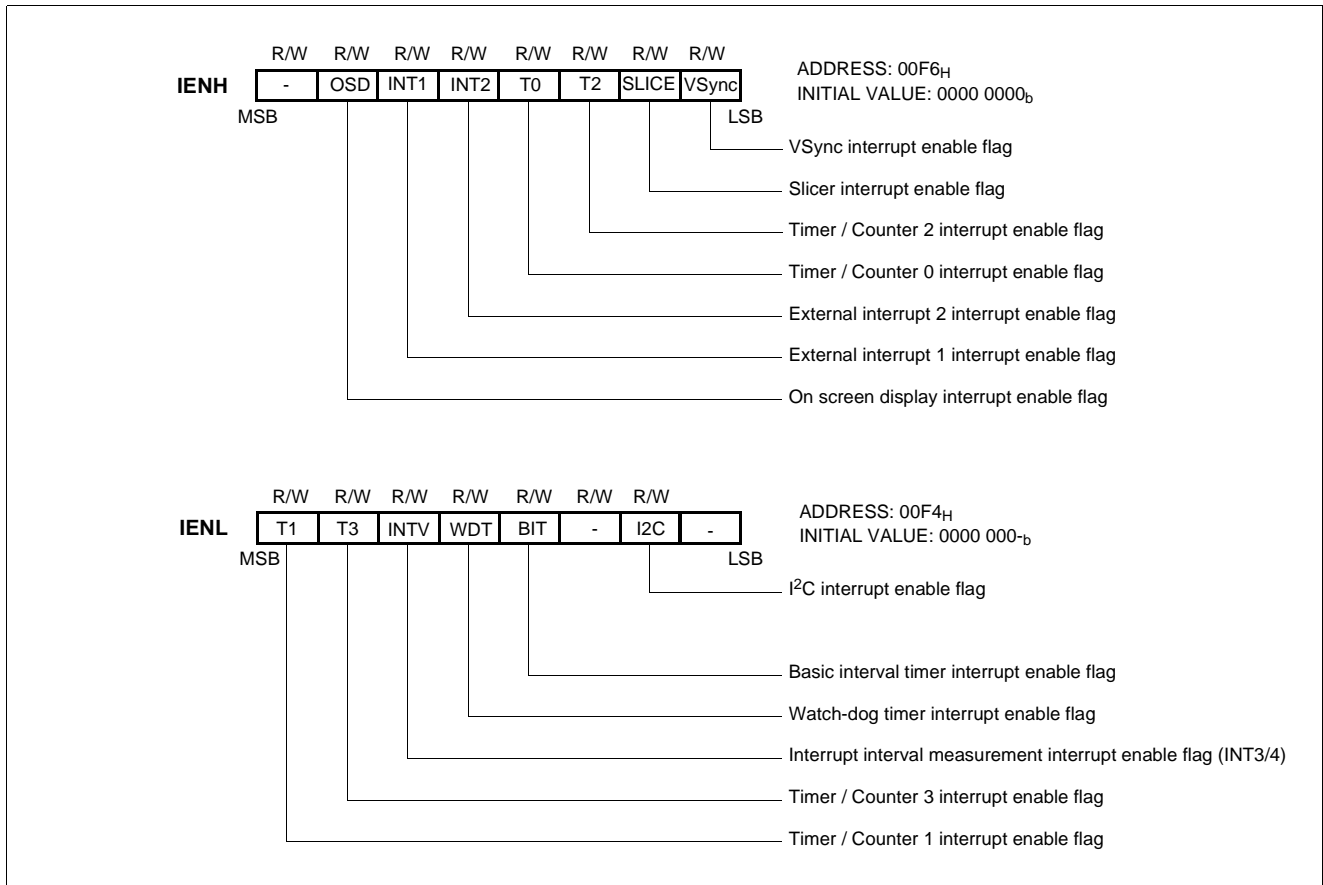 R/W R/W R/W R/W R/W R/W R/W R/W
IENH - OSD INT1 INT2 T0 T2 SLICE VSync
ADDRESS: 00F6H
INITIAL VALUE: 0000 0000b
MSB LSB
VSync interrupt enable flag
Slicer interrupt enable flag
Timer / Counter 2 interrupt enable flag
Timer / Counter 0 interrupt enable flag
External interrupt 2 interrupt enable flag
External interrupt 1 interrupt enable flag
On screen display interrupt enable flag
R/W R/W R/W R/W R/W R/W R/W
IENL T1 T3 INTV WDT BIT - I2C -
ADDRESS: 00F4H
INITIAL VALUE: 0000 000-b
MSB LSB
I2C interrupt enable flag
Basic interval timer interrupt enable flag
Watch-dog timer interrupt enable flag
Interrupt interval measurement interrupt enable flag (INT3/4)
Timer / Counter 3 interrupt enable flag
Timer / Counter 1 interrupt enable flag